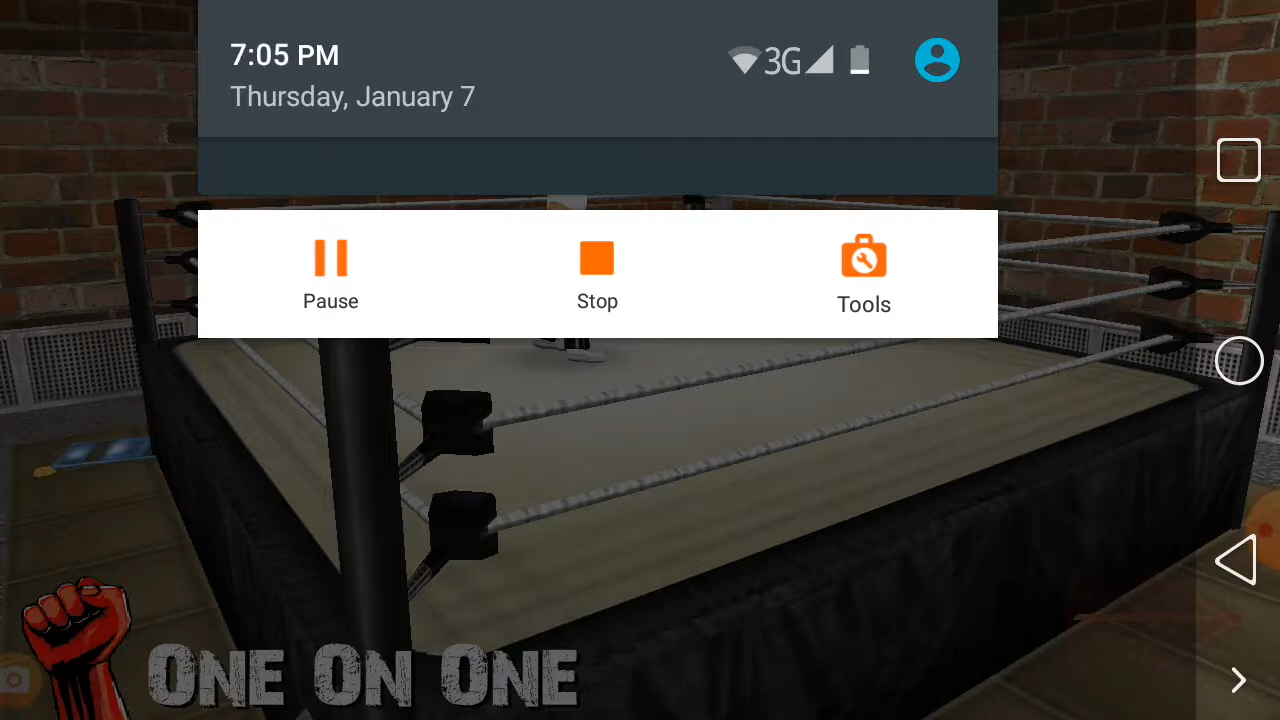 7:05 PM
3G
Thursday, January 7
Pause
Stop
Tools
ONE ON ONE